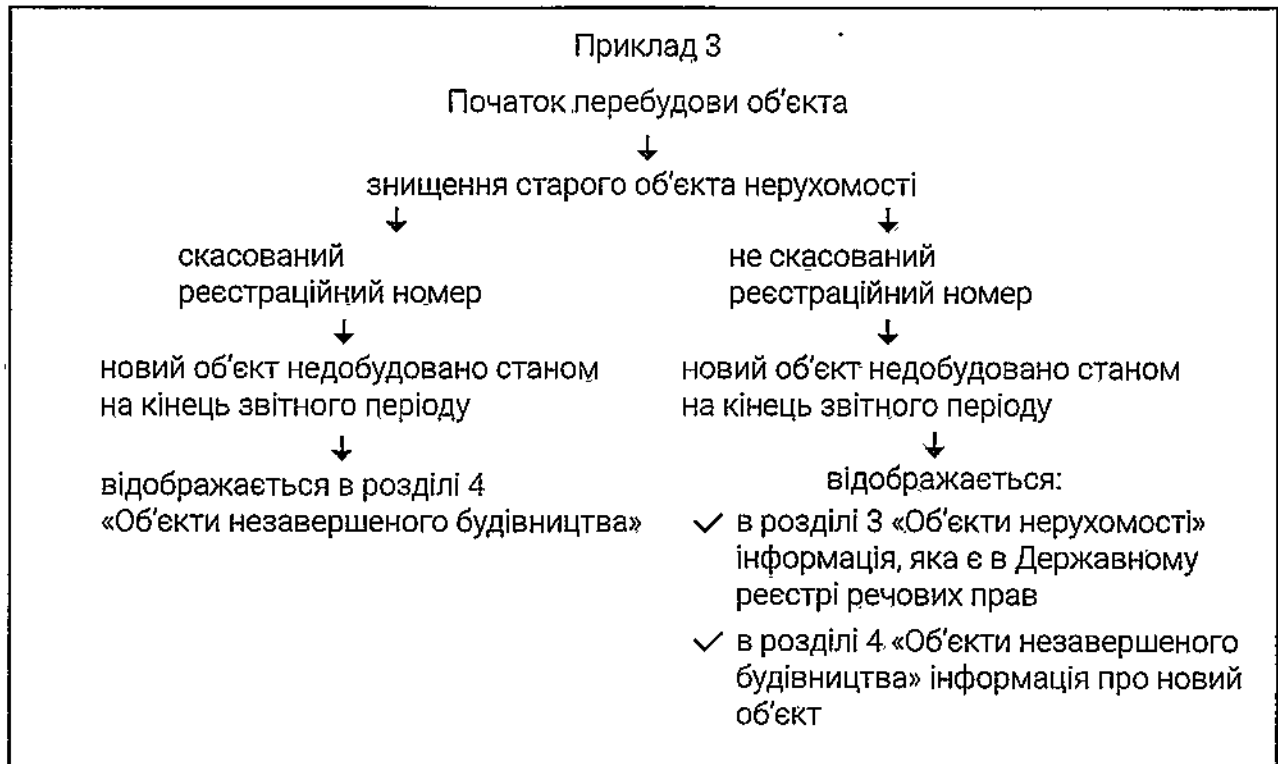 Приклад 3
Початок перебудови об'єкта
↓
знищення старого об'єкта нерухомості
↓
скасований
реєстраційний номер
↓
новий об'єкт недобудовано станом
на кінець звітного періоду
↓
відображається в розділі 4
«Об'єкти незавершеного будівництва»
↓
не скасований
реєстраційний номер
↓
новий об'єкт недобудовано станом
на кінець звітного періоду
↓
відображається:
✓ в розділі 3 «Об'єкти нерухомості»
інформація, яка є в Державному
реєстрі речових прав
✓ в розділі 4 «Об'єкти незавершеного
будівництва» інформація про новий
об'єкт